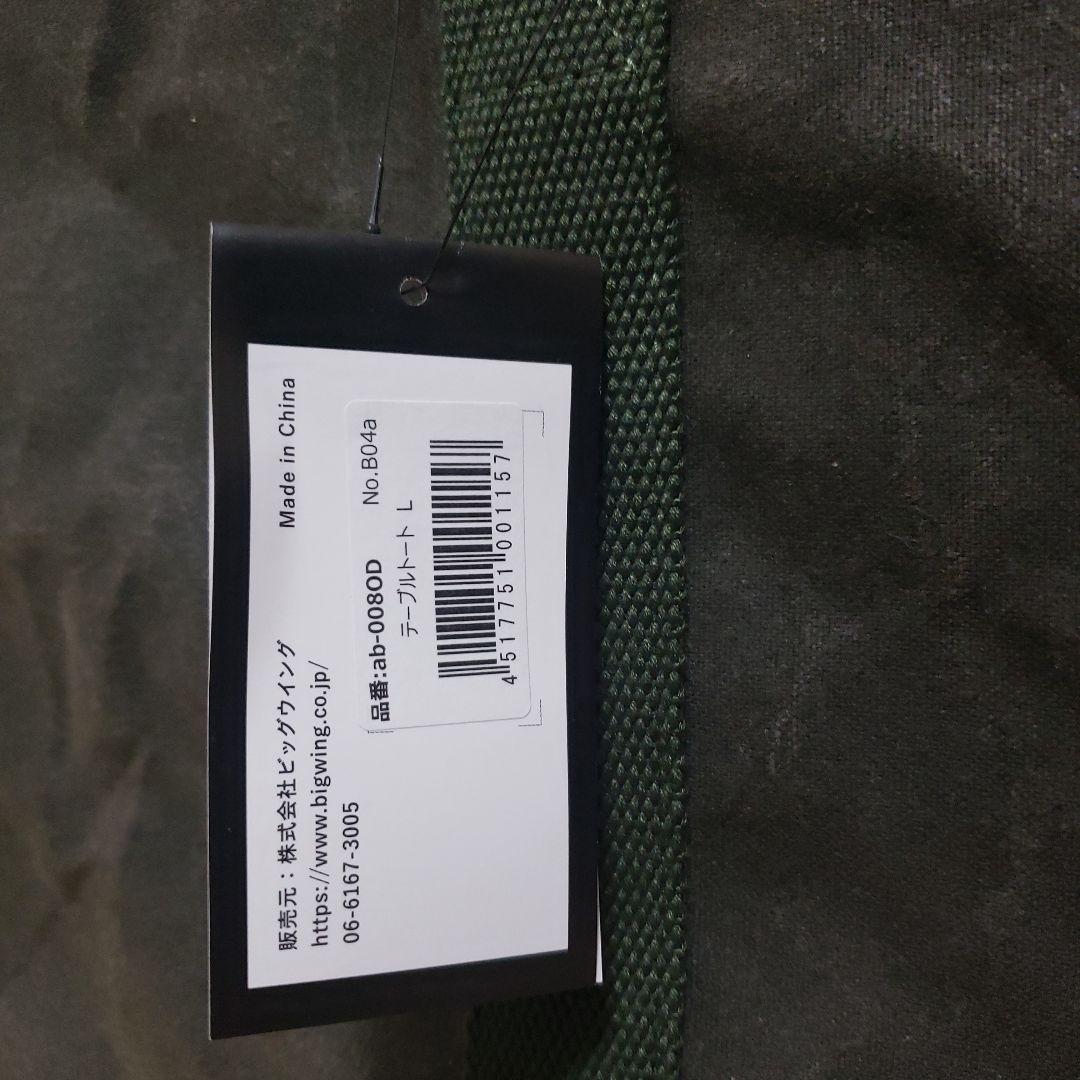 販売元：株式会社ビッグウイング
https://www.bigwing.co.jp/
06-6167-3005
Made in China
品番:ab-008OD
No.B04a
テーブルトート L
4517751001157